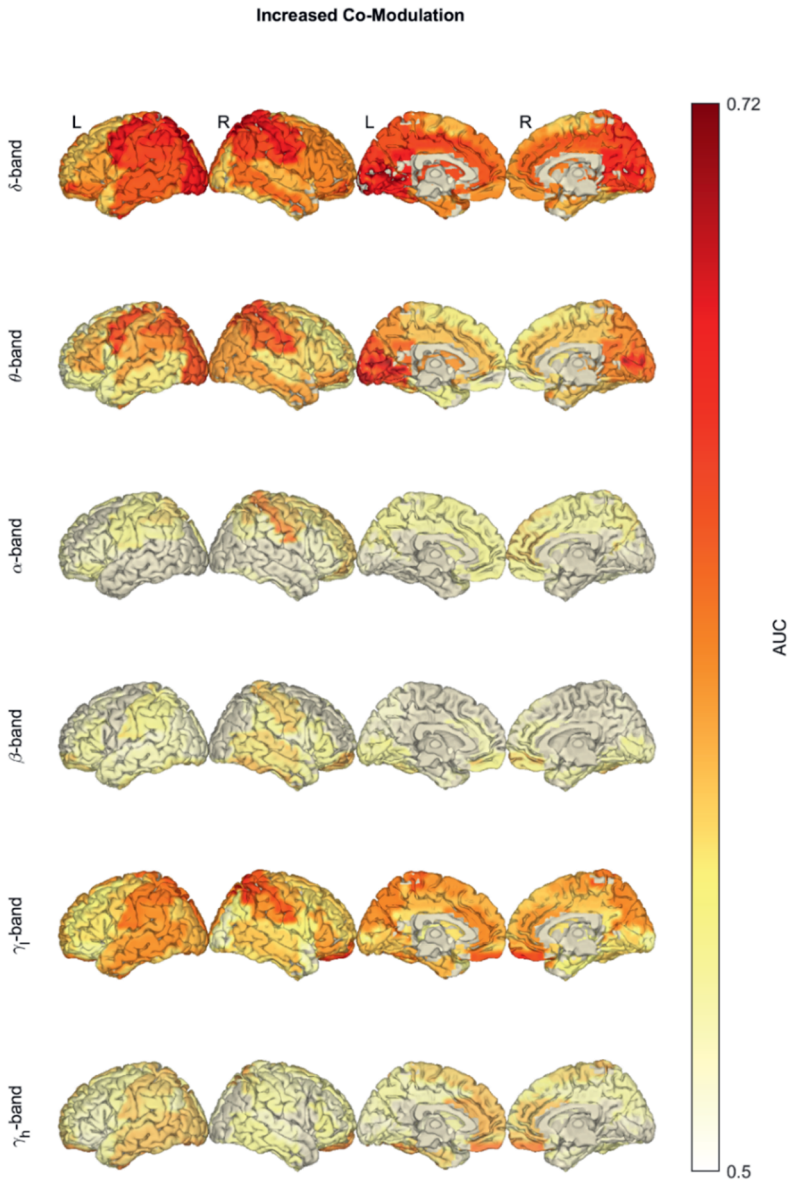 Increased Co-Modulation
0.72
L R L R
δ-band
θ-band
α-band
AUC
β-band
γl-band
γh-band
0.5